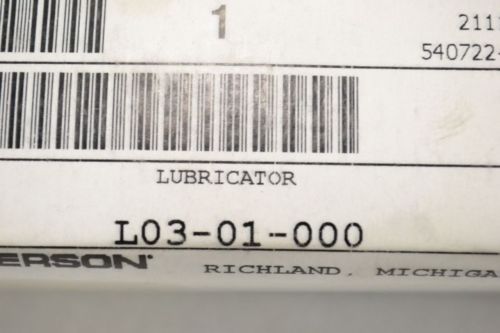 1
211
540722-
LUBRICATOR
L03-01-000
ERSON
RICHLAND, MICHIGA